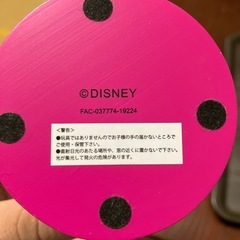 ©DISNEY
FAC-037774-19224
<警告>
●玩具ではありませんのでお子様の手の届かないところで
ご使用・保管下さい。
●直射日光のあたる場所や、窓の近くに置かないで下さい。
光が集光して発火の危険があります。